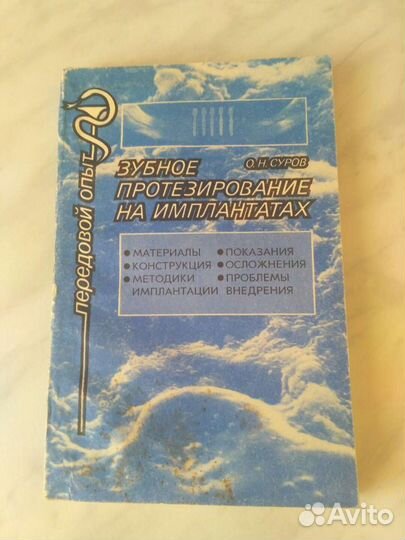 передовой опыт
О. Н. СУРОВ
ЗУБНОЕ
ПРОТЕЗИРОВАНИЕ
НА ИМПЛАНТАТАХ
• МАТЕРИАЛЫ
• КОНСТРУКЦИЯ
• МЕТОДИКИ
ИМПЛАНТАЦИИ
• ПОКАЗАНИЯ
• ОСЛОЖНЕНИЯ
• ПРОБЛЕМЫ
ВНЕДРЕНИЯ
Avito